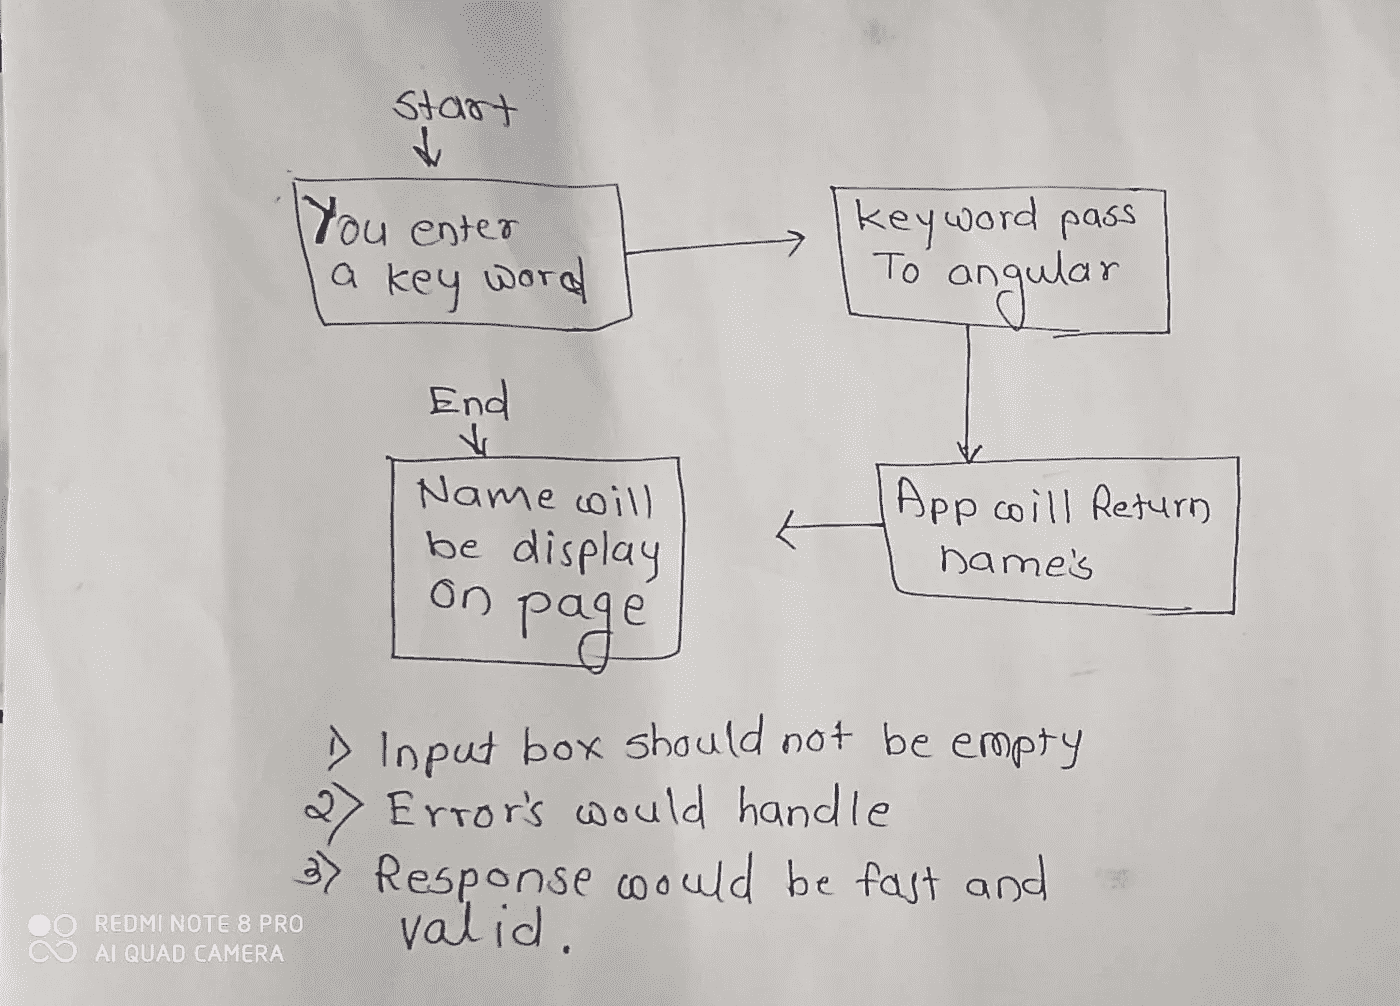 Start
You enter
a key word
keyword pass
To angular
End
Name will
be display
on page
App will Return
name's
1) Input box should not be empty
2) Error's would handle
3) Response would be fast and
valid.
REDMI NOTE 8 PRO
AI QUAD CAMERA